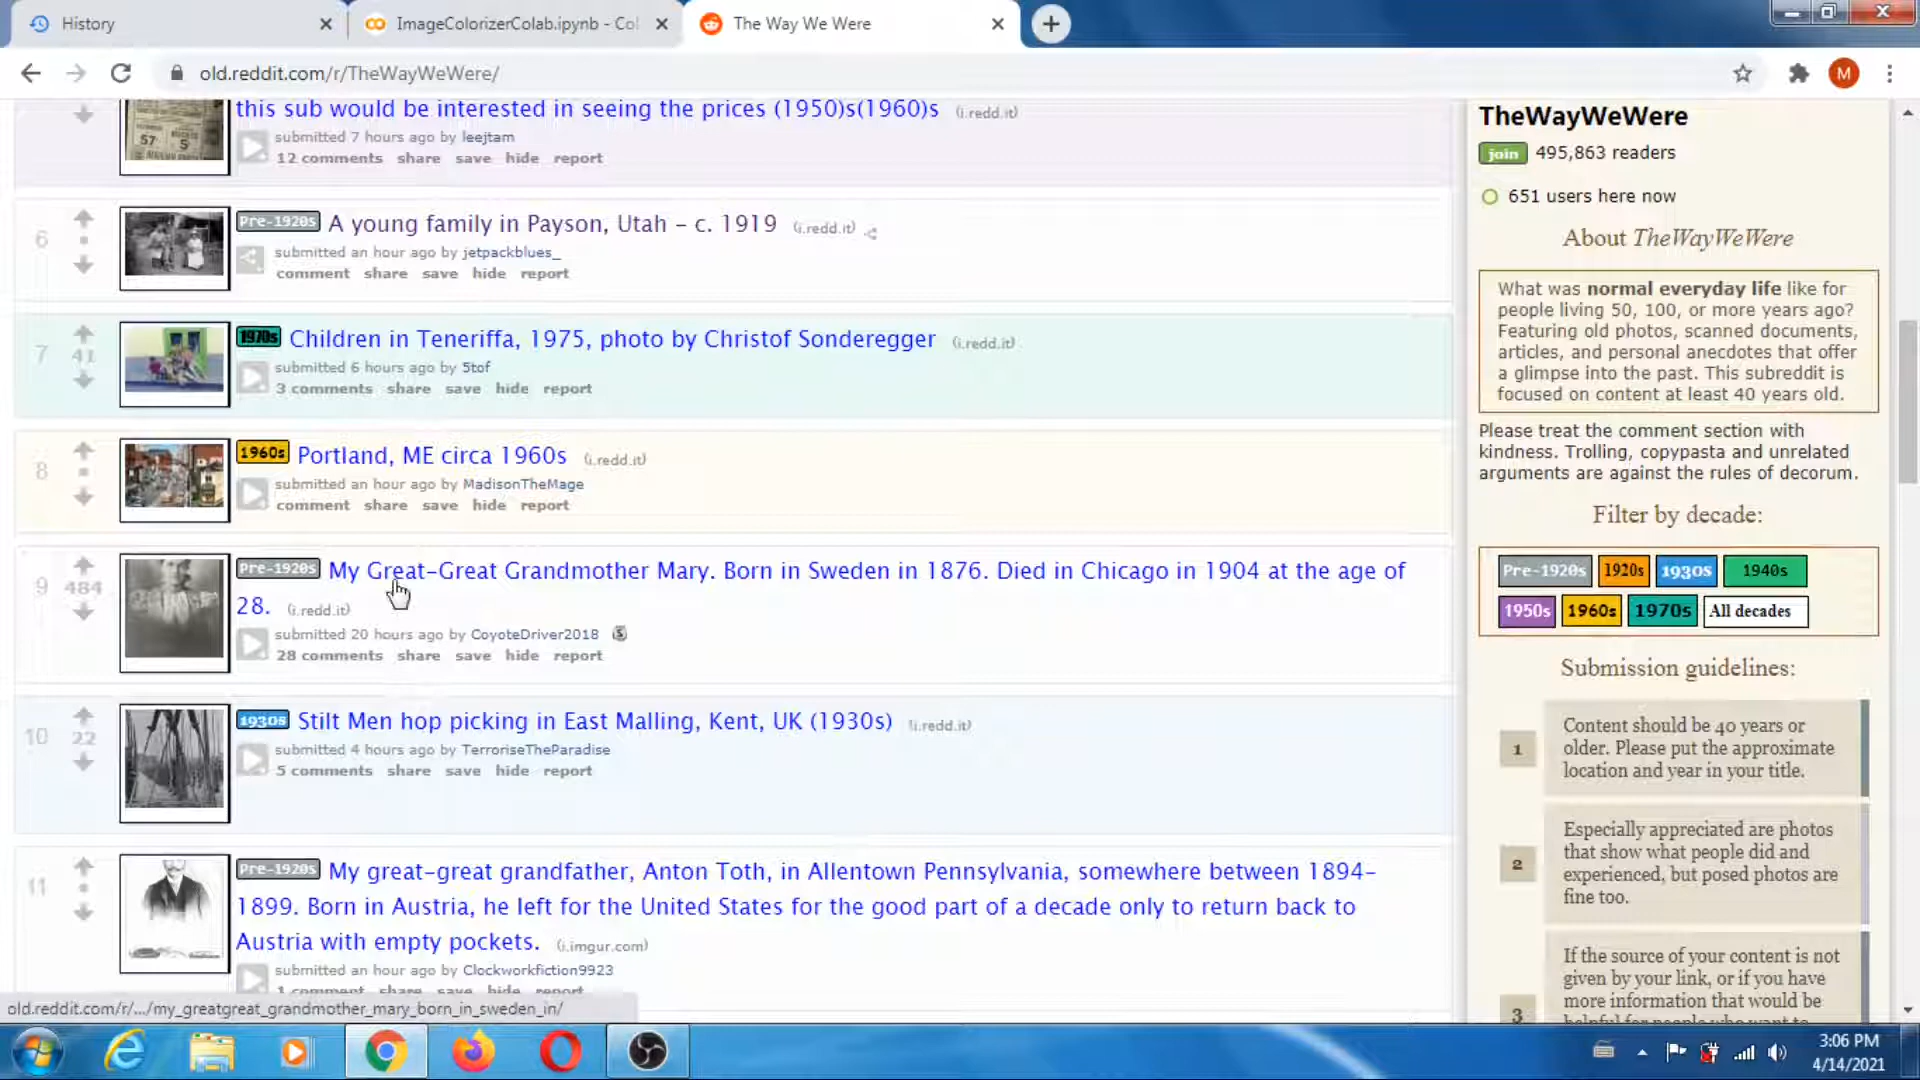 History
ImageColorizerColab.ipynb - Col
The Way We Were
old.reddit.com/r/TheWayWeWere/
M
this sub would be interested in seeing the prices (1950)s(1960)s (i.redd.it)
submitted 7 hours ago by leejtam
12 comments share save hide report
57 5
6
Pre-1920s A young family in Payson, Utah - c. 1919 (i.redd.it)
submitted an hour ago by jetpackblues_
comment share save hide report
7
41
1970s Children in Teneriffa, 1975, photo by Christof Sonderegger (i.redd.it)
submitted 6 hours ago by 5tof
3 comments share save hide report
8
1960s Portland, ME circa 1960s (i.redd.it)
submitted an hour ago by MadisonTheMage
comment share save hide report
9
484
Pre-1920s My Great-Great Grandmother Mary. Born in Sweden in 1876. Died in Chicago in 1904 at the age of
28. (i.redd.it)
submitted 20 hours ago by CoyoteDriver2018
28 comments share save hide report
10
22
1930s Stilt Men hop picking in East Malling, Kent, UK (1930s) (i.redd.it)
submitted 4 hours ago by TerroriseTheParadise
5 comments share save hide report
11
Pre-1920s My great-great grandfather, Anton Toth, in Allentown Pennsylvania, somewhere between 1894-
1899. Born in Austria, he left for the United States for the good part of a decade only to return back to
Austria with empty pockets. (i.imgur.com)
submitted an hour ago by Clockworkfiction9923
1 comment share save hide report
old.reddit.com/r/.../my_greatgreat_grandmother_mary_born_in_sweden_in/
TheWayWeWere
join 495,863 readers
651 users here now
About TheWayWeWere
What was normal everyday life like for
people living 50, 100, or more years ago?
Featuring old photos, scanned documents,
articles, and personal anecdotes that offer
a glimpse into the past. This subreddit is
focused on content at least 40 years old.
Please treat the comment section with
kindness. Trolling, copypasta and unrelated
arguments are against the rules of decorum.
Filter by decade:
Pre-1920s 1920s 1930s 1940s
1950s 1960s 1970s All decades
Submission guidelines:
1
Content should be 40 years or
older. Please put the approximate
location and year in your title.
2
Especially appreciated are photos
that show what people did and
experienced, but posed photos are
fine too.
3
If the source of your content is not
given by your link, or if you have
more information that would be
helpful for people who want to
3:06 PM
4/14/2021